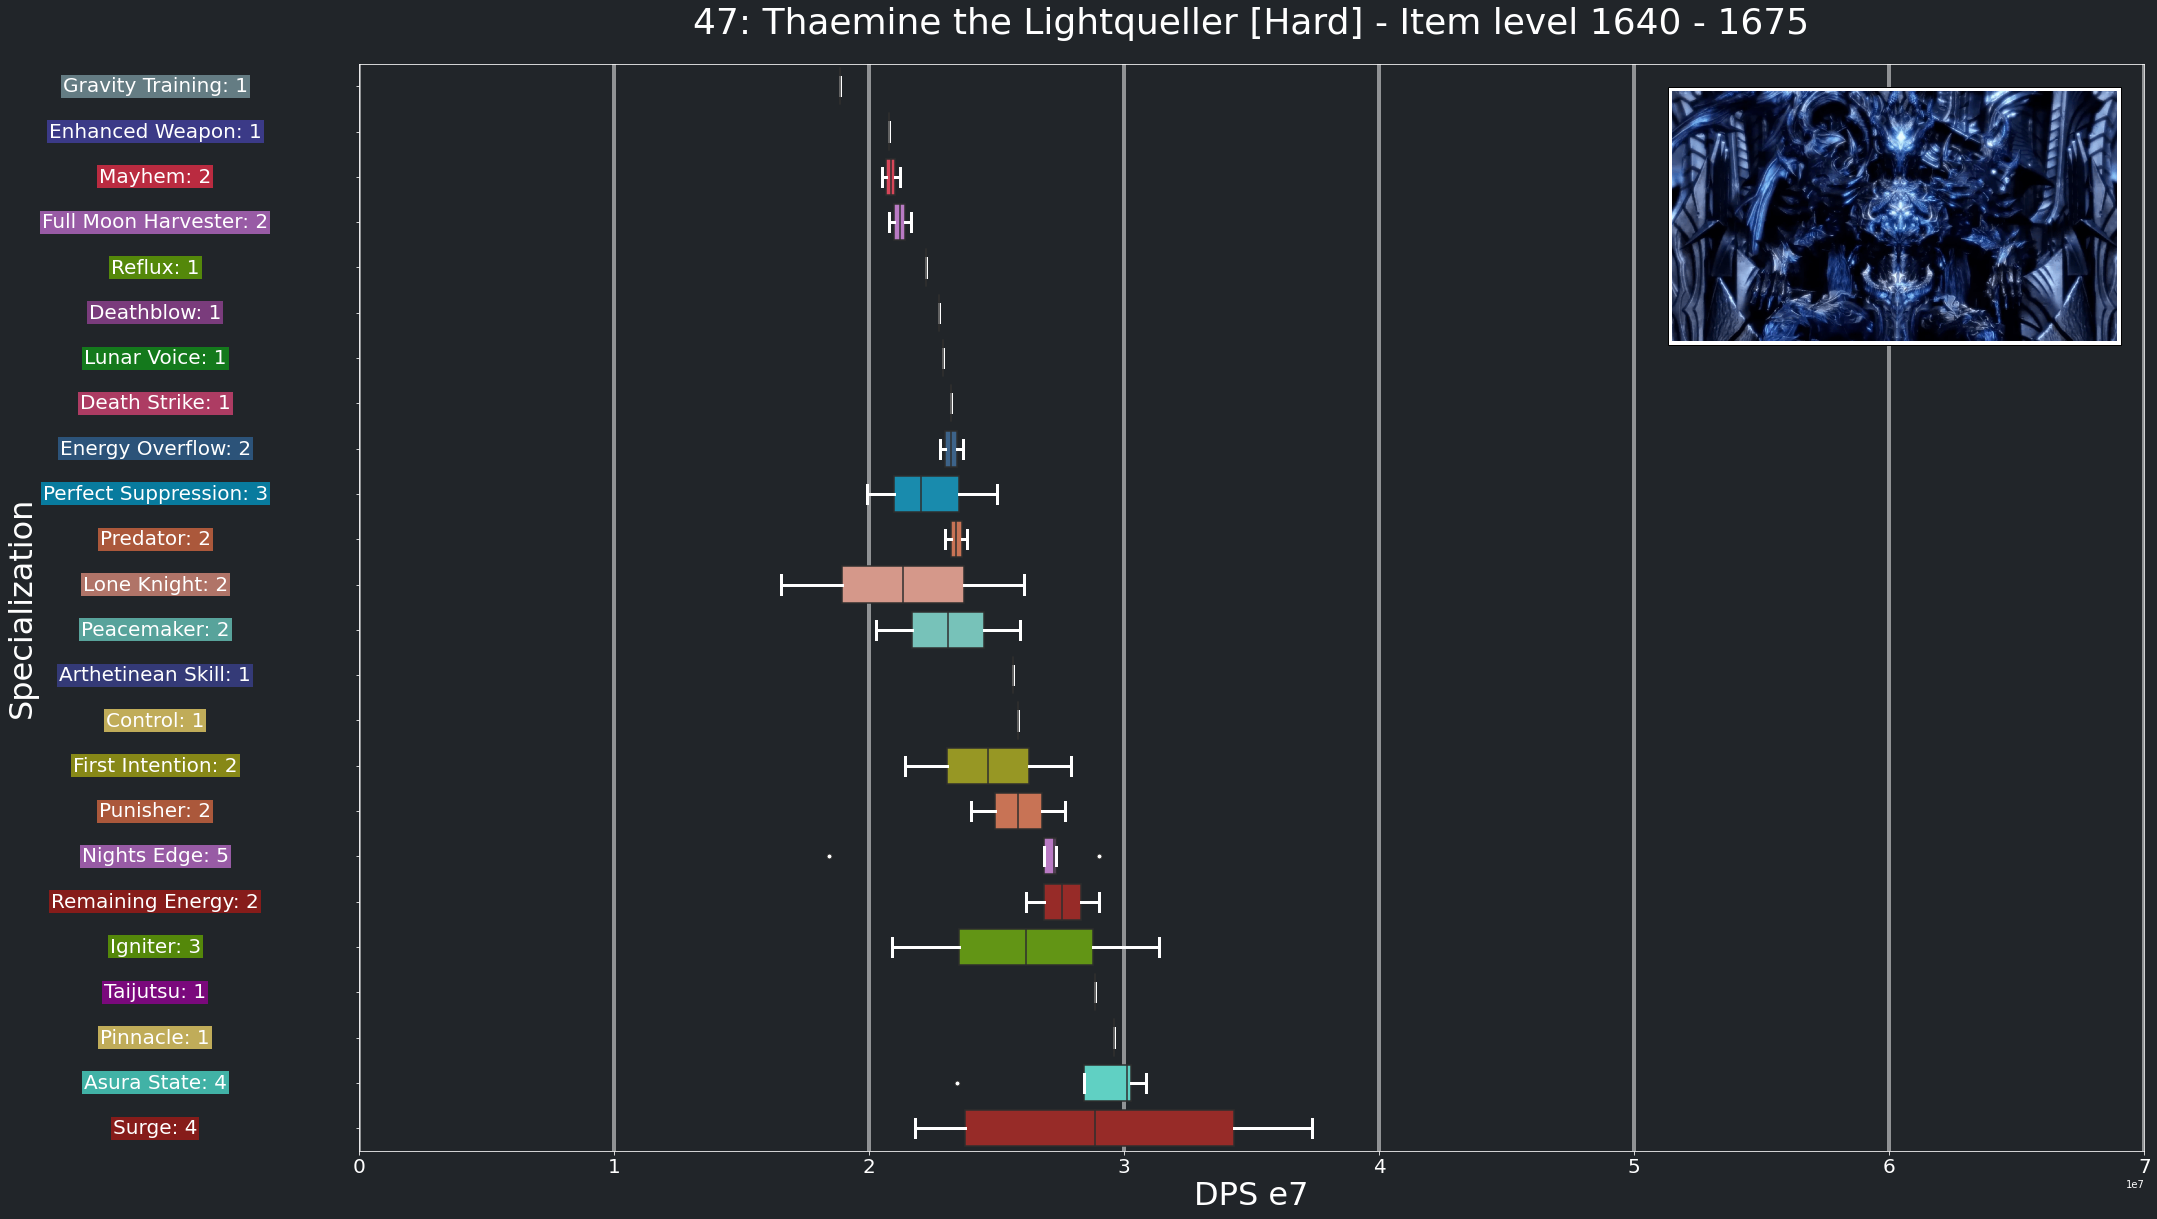 47: Thaemine the Lightqueller [Hard] - Item level 1640 - 1675
Specialization
Gravity Training: 1
Enhanced Weapon: 1
Mayhem: 2
Full Moon Harvester: 2
Reflux: 1
Deathblow: 1
Lunar Voice: 1
Death Strike: 1
Energy Overflow: 2
Perfect Suppression: 3
Predator: 2
Lone Knight: 2
Peacemaker: 2
Arthetinean Skill: 1
Control: 1
First Intention: 2
Punisher: 2
Nights Edge: 5
Remaining Energy: 2
Igniter: 3
Taijutsu: 1
Pinnacle: 1
Asura State: 4
Surge: 4
0 1 2 3 4 5 6 7
1e7
DPS e7